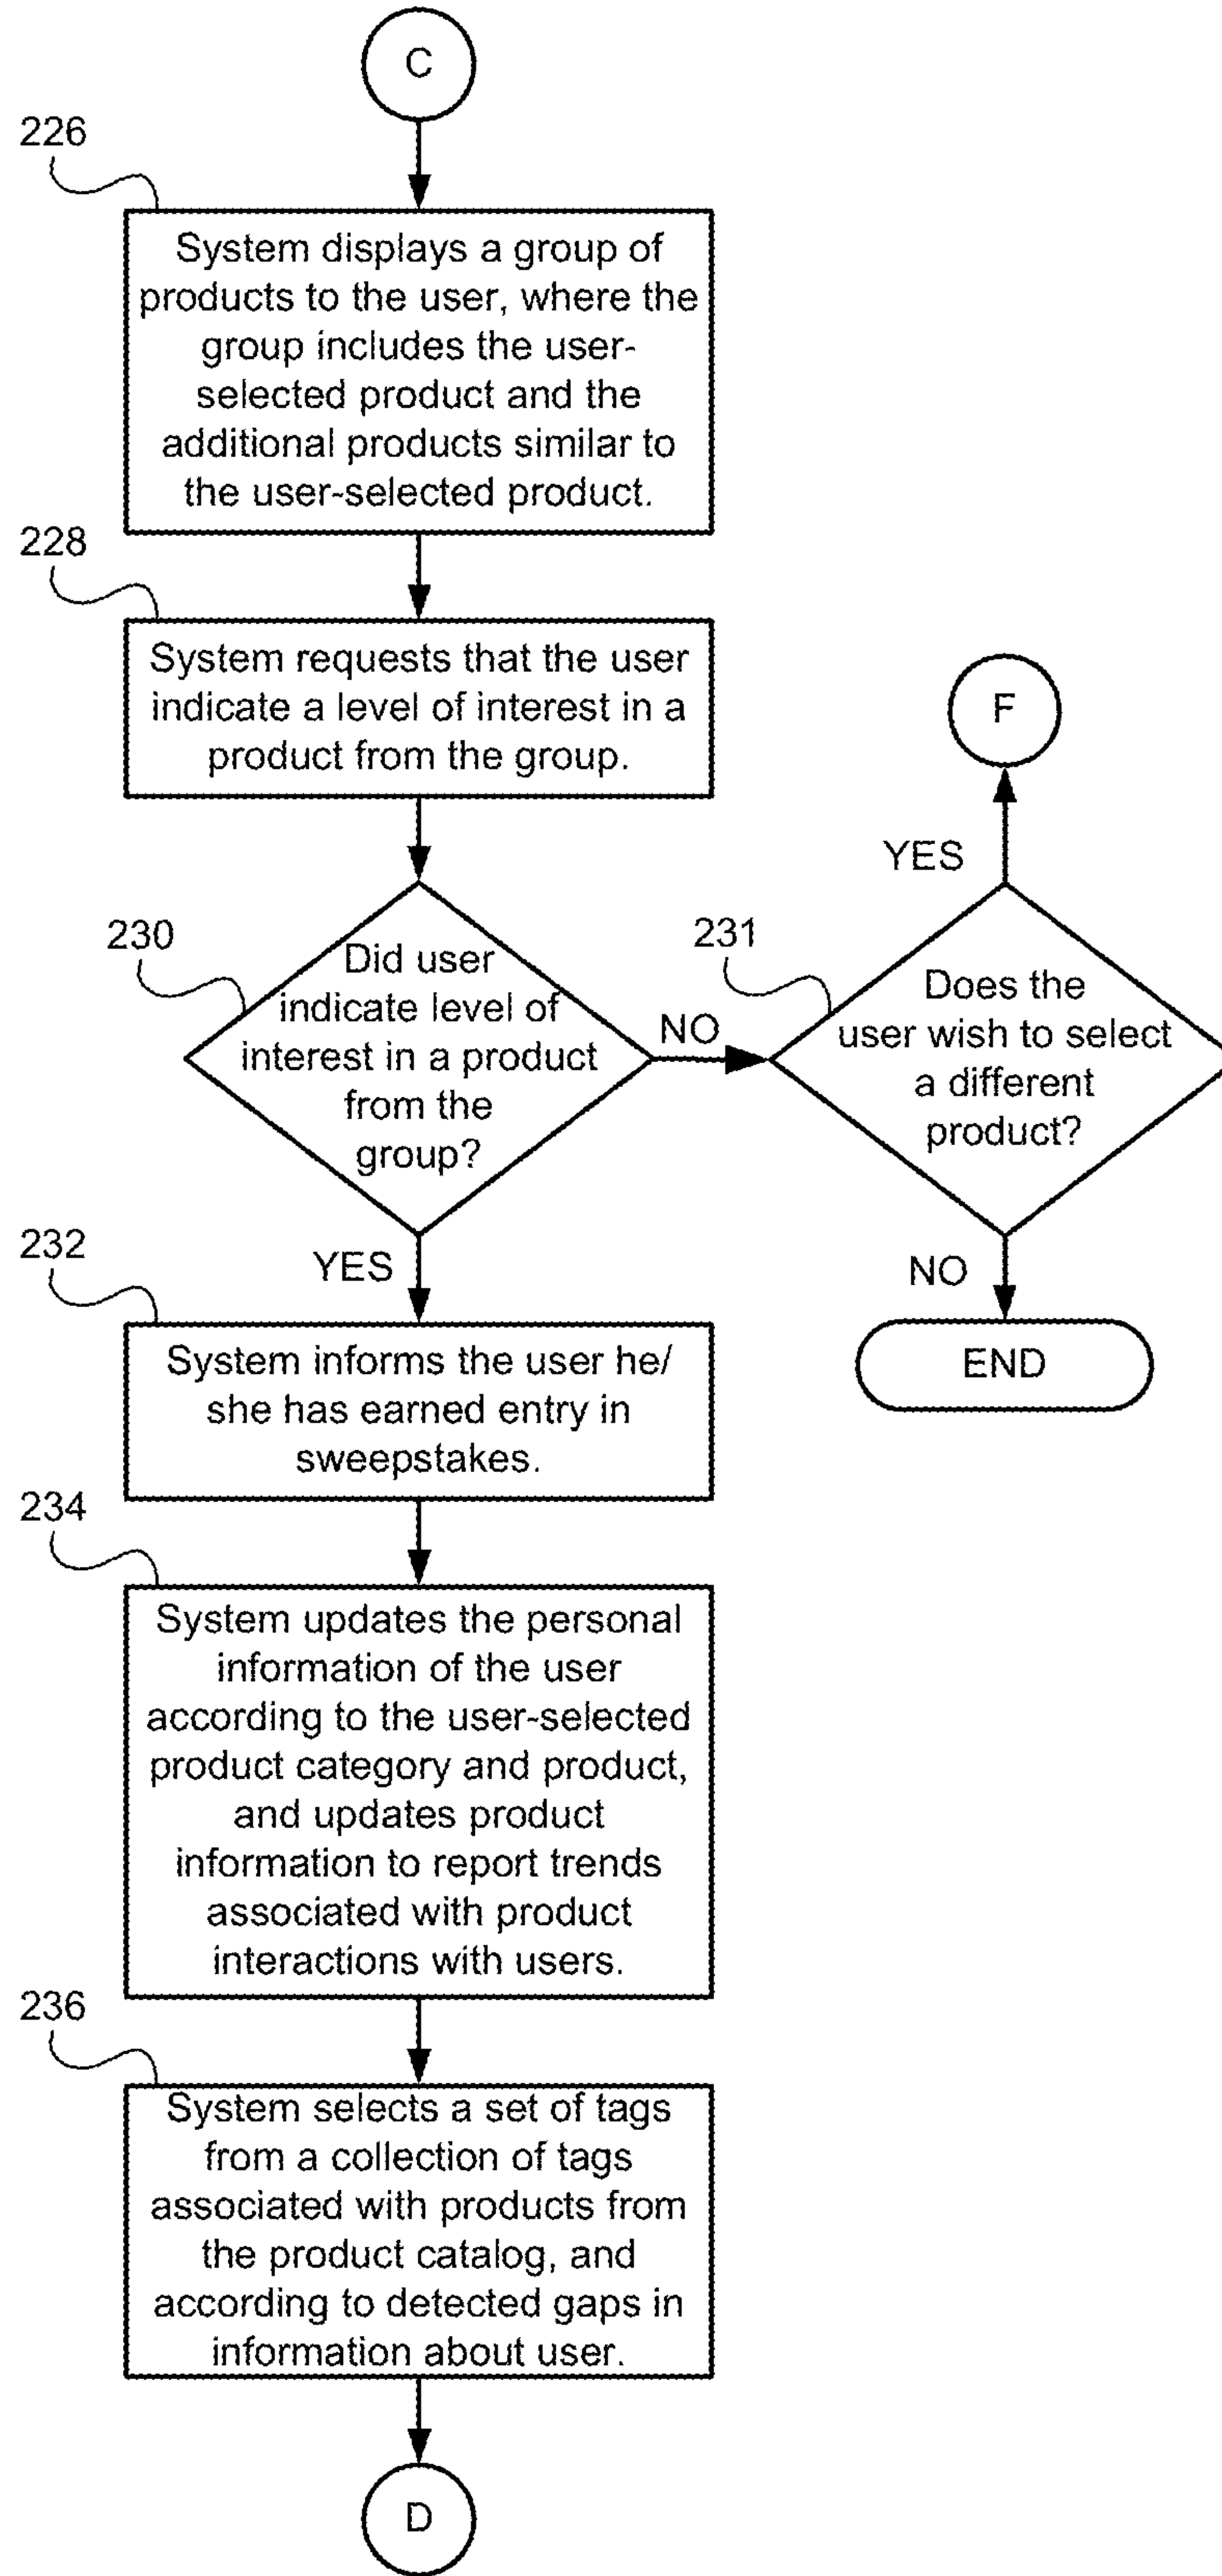 C
226
System displays a group of
products to the user, where the
group includes the user-
selected product and the
additional products similar to
the user-selected product.
228
System requests that the user
indicate a level of interest in a
product from the group.
230
Did user
indicate level of
interest in a product
from the
group?
NO
231
Does the
user wish to select
a different
product?
YES
F
NO
END
YES
232
System informs the user he/
she has earned entry in
sweepstakes.
234
System updates the personal
information of the user
according to the user-selected
product category and product,
and updates product
information to report trends
associated with product
interactions with users.
236
System selects a set of tags
from a collection of tags
associated with products from
the product catalog, and
according to detected gaps in
information about user.
D